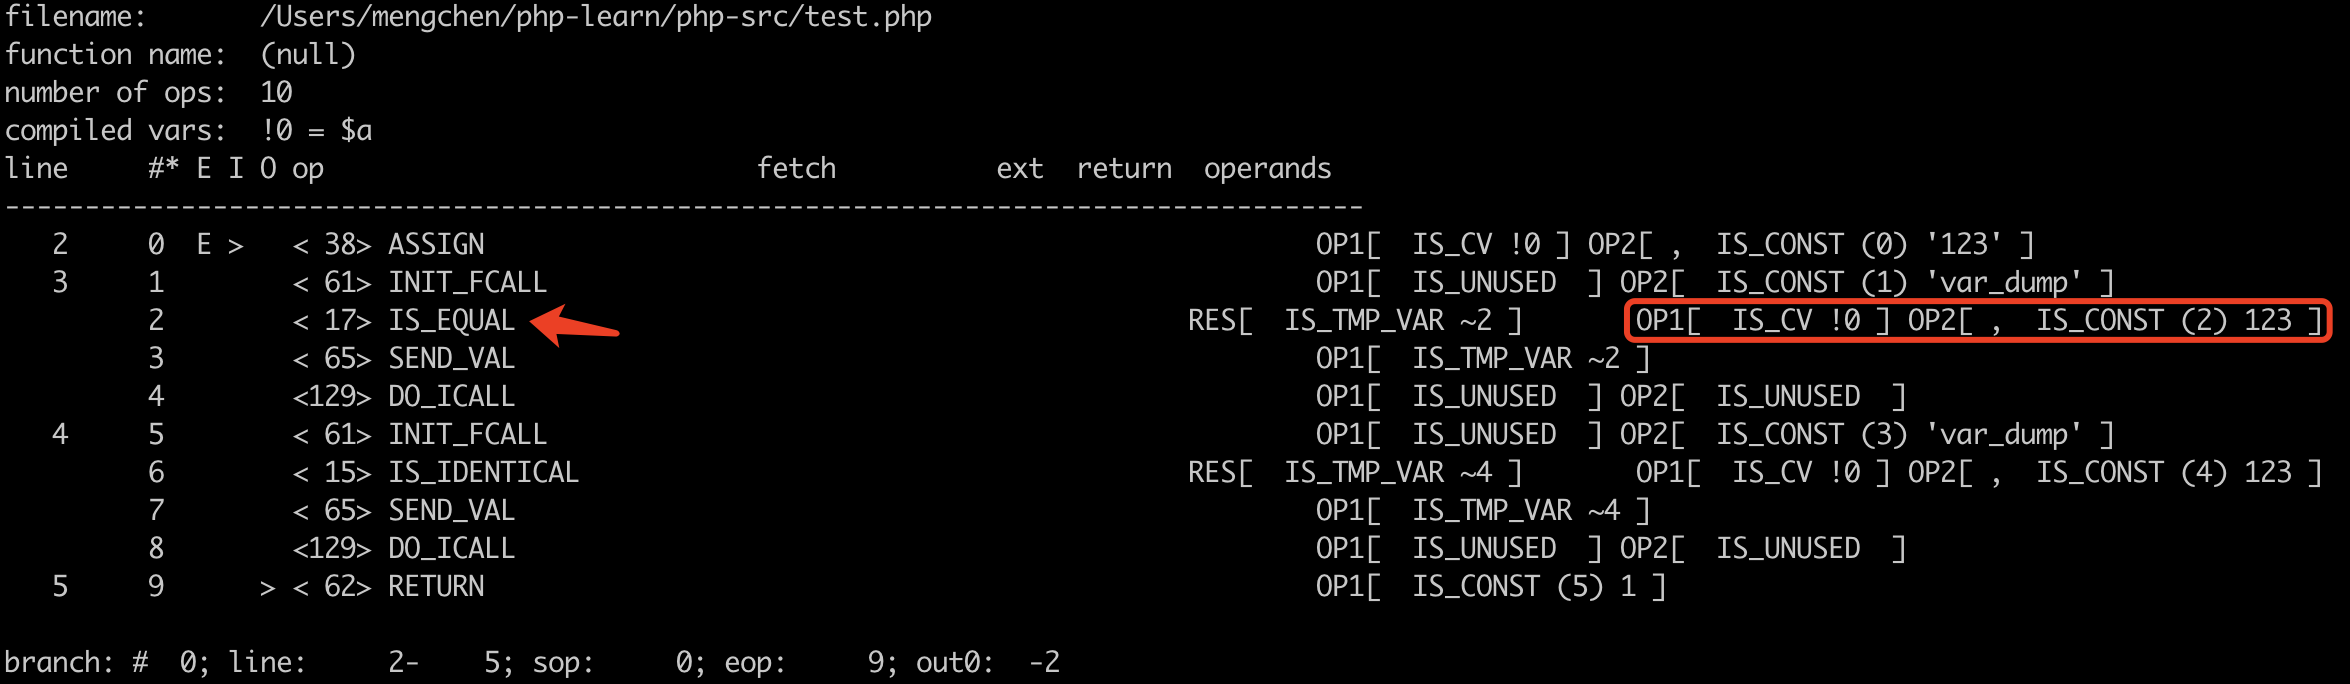 filename:       /Users/mengchen/php-learn/php-src/test.php
function name:  (null)
number of ops:  10
compiled vars:  !0 = $a
line     #* E I O op                           fetch          ext  return  operands
-------------------------------------------------------------------------------------
   2     0  E >   < 38> ASSIGN                                                    OP1[  IS_CV !0 ] OP2[ ,  IS_CONST (0) '123' ]
   3     1        < 61> INIT_FCALL                                                OP1[  IS_UNUSED  ] OP2[  IS_CONST (1) 'var_dump' ]
         2        < 17> IS_EQUAL                                          RES[  IS_TMP_VAR ~2 ]       OP1[  IS_CV !0 ] OP2[ ,  IS_CONST (2) 123 ]
         3        < 65> SEND_VAL                                                  OP1[  IS_TMP_VAR ~2 ]
         4        <129> DO_ICALL                                                  OP1[  IS_UNUSED  ] OP2[  IS_UNUSED  ]
   4     5        < 61> INIT_FCALL                                                OP1[  IS_UNUSED  ] OP2[  IS_CONST (3) 'var_dump' ]
         6        < 15> IS_IDENTICAL                                      RES[  IS_TMP_VAR ~4 ]       OP1[  IS_CV !0 ] OP2[ ,  IS_CONST (4) 123 ]
         7        < 65> SEND_VAL                                                  OP1[  IS_TMP_VAR ~4 ]
         8        <129> DO_ICALL                                                  OP1[  IS_UNUSED  ] OP2[  IS_UNUSED  ]
   5     9      > < 62> RETURN                                                    OP1[  IS_CONST (5) 1 ]
branch: #  0; line:     2-    5; sop:     0; eop:     9; out0:  -2